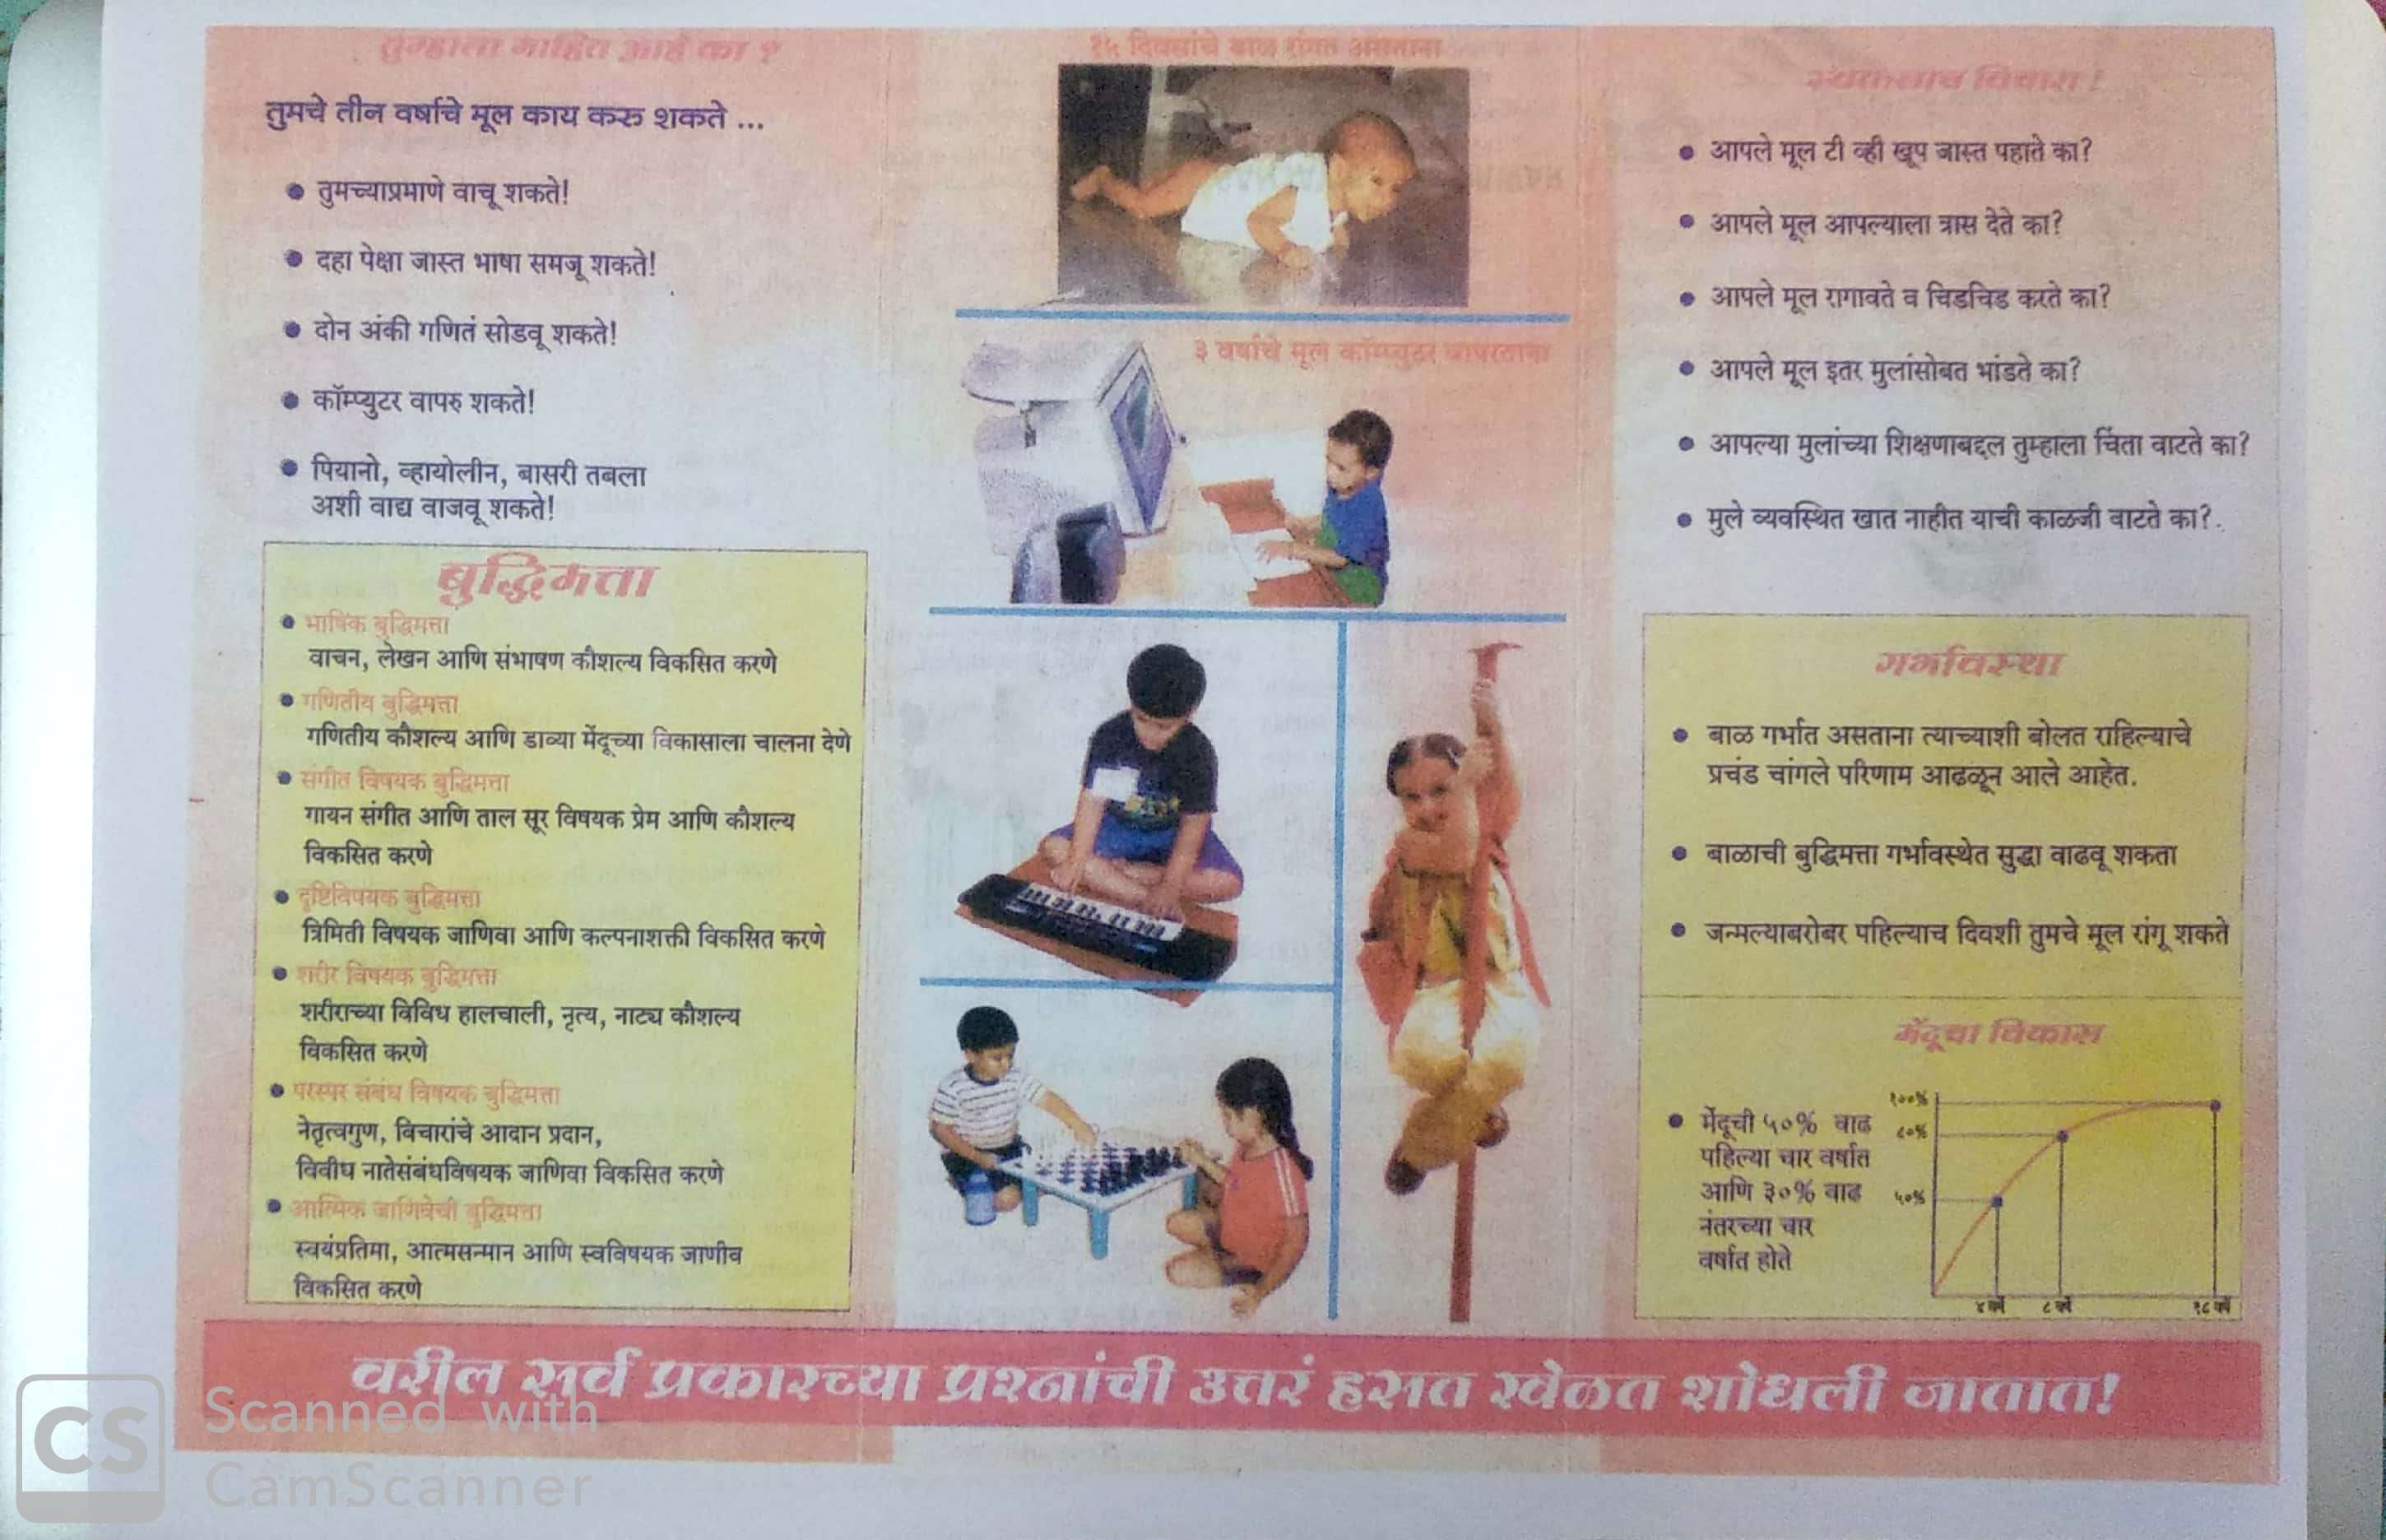 तुम्हाला माहित आहे का ?
तुमचे तीन वर्षाचे मूल काय करू शकते ...
● तुमच्याप्रमाणे वाचू शकते!
● दहा पेक्षा जास्त भाषा समजू शकते!
● दोन अंकी गणितं सोडवू शकते!
● कॉम्प्युटर वापरु शकते!
● पियानो, व्हायोलीन, बासरी तबला
अशी वाद्य वाजवू शकते!
बुद्धिमत्ता
● भाषिक बुद्धिमत्ता
वाचन, लेखन आणि संभाषण कौशल्य विकसित करणे
● गणितीय बुद्धिमत्ता
गणितीय कौशल्य आणि डाव्या मेंदूच्या विकासाला चालना देणे
● संगीत विषयक बुद्धिमत्ता
गायन संगीत आणि ताल सूर विषयक प्रेम आणि कौशल्य
विकसित करणे
● दृष्टिविषयक बुद्धिमत्ता
त्रिमिती विषयक जाणिवा आणि कल्पनाशक्ती विकसित करणे
● शरीर विषयक बुद्धिमत्ता
शरीराच्या विविध हालचाली, नृत्य, नाट्य कौशल्य
विकसित करणे
● परस्पर संबंध विषयक बुद्धिमत्ता
नेतृत्वगुण, विचारांचे आदान प्रदान,
विवीध नातेसंबंधविषयक जाणिवा विकसित करणे
● आत्मिक जाणिवेची बुद्धिमत्ता
स्वयंप्रतिमा, आत्मसन्मान आणि स्वविषयक जाणीव
विकसित करणे
१५ दिवसांचे बाळ रांगत असताना
३ वर्षाचे मूल कॉम्प्युटर वापरताना
स्वतःलाच विचारा !
● आपले मूल टी व्ही खूप जास्त पहाते का?
● आपले मूल आपल्याला त्रास देते का?
● आपले मूल रागावते व चिडचिड करते का?
● आपले मूल इतर मुलांसोबत भांडते का?
● आपल्या मुलांच्या शिक्षणाबद्दल तुम्हाला चिंता वाटते का?
● मुले व्यवस्थित खात नाहीत याची काळजी वाटते का?.
गर्भावस्था
● बाळ गर्भात असताना त्याच्याशी बोलत राहिल्याचे
प्रचंड चांगले परिणाम आढळून आले आहेत.
● बाळाची बुद्धिमत्ता गर्भावस्थेत सुद्धा वाढवू शकता
● जन्मल्याबरोबर पहिल्याच दिवशी तुमचे मूल रांगू शकते
मेंदूचा विकास
● मेंदूची ५०% वाढ
पहिल्या चार वर्षात
आणि ३०% वाढ
नंतरच्या चार
वर्षात होते
१००%
८०%
५०%
४ वर्षे ८ वर्षे १८ वर्षे
वरील सर्व प्रकारच्या प्रश्नांची उत्तरं हसत खेळत शोधली जातात!
CS Scanned with
CamScanner